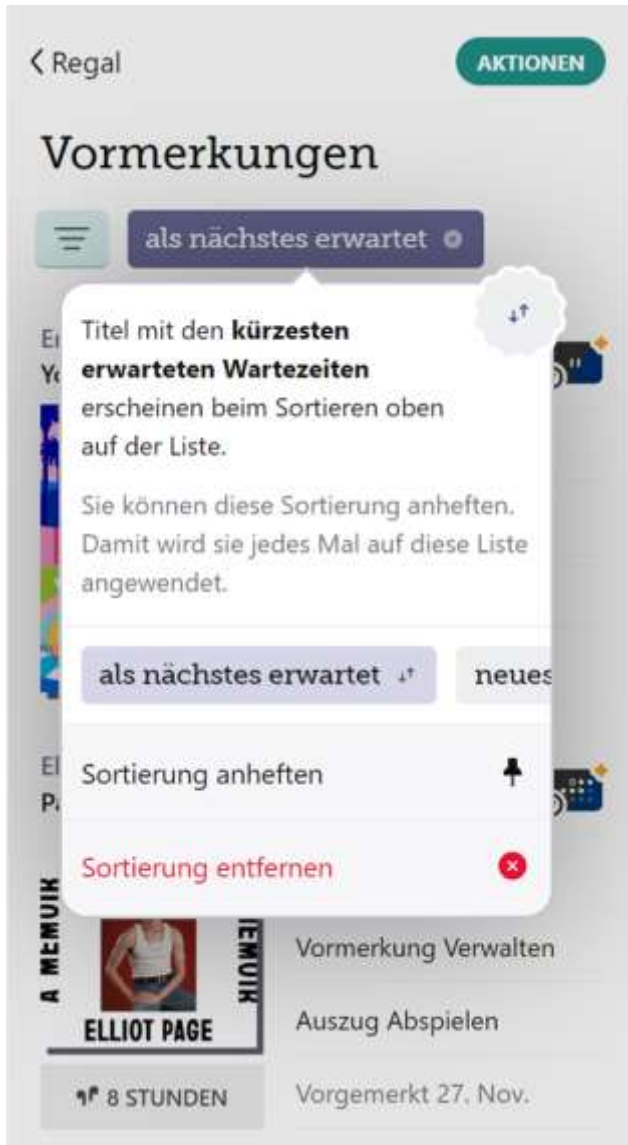 Regal
AKTIONEN
Vormerkungen
als nächstes erwartet
Titel mit den kürzesten
erwarteten Wartezeiten
erscheinen beim Sortieren oben
auf der Liste.
Sie können diese Sortierung anheften.
Damit wird sie jedes Mal auf diese Liste
angewendet.
als nächstes erwartet
neues
Sortierung anheften
Sortierung entfernen
A MEMOIR
MEMOIR
ELLIOT PAGE
8 STUNDEN
Vormerkung Verwalten
Auszug Abspielen
Vorgemerkt 27. Nov.